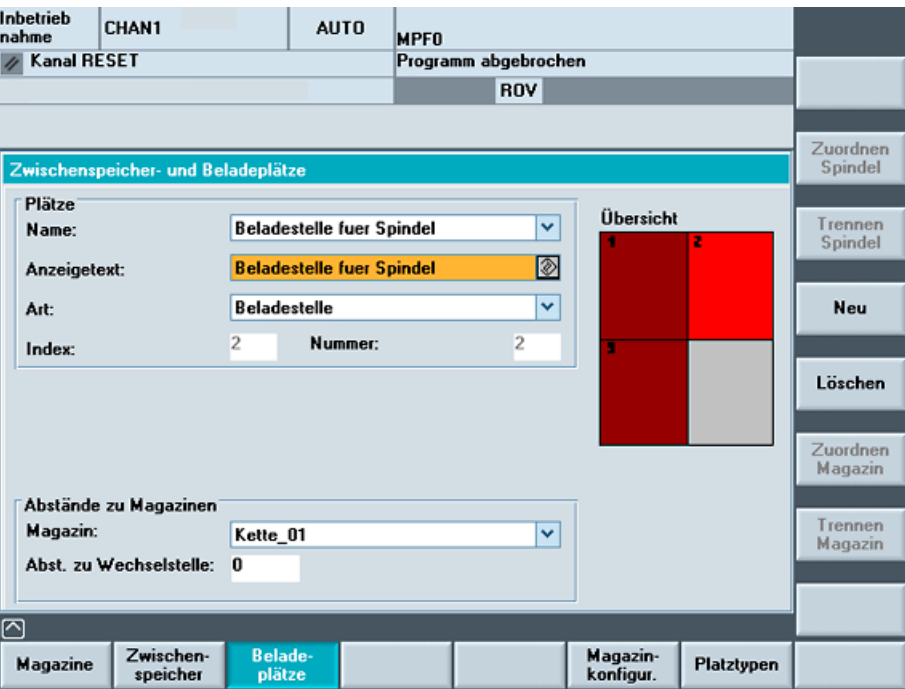 Inbetrieb
nahme
CHAN1
AUTO
MPF0
Kanal RESET
Programm abgebrochen
ROV
Zwischenspeicher- und Beladeplätze
Plätze
Name:
Beladestelle fuer Spindel
Anzeigetext:
Beladestelle fuer Spindel
Art:
Beladestelle
Index:
2
Nummer:
2
Übersicht
1
2
3
Abstände zu Magazinen
Magazin:
Kette_01
Abst. zu Wechselstelle:
0
Zuordnen
Spindel
Trennen
Spindel
Neu
Löschen
Zuordnen
Magazin
Trennen
Magazin
Magazine
Zwischen-
speicher
Belade-
plätze
Magazin-
konfigur.
Platztypen